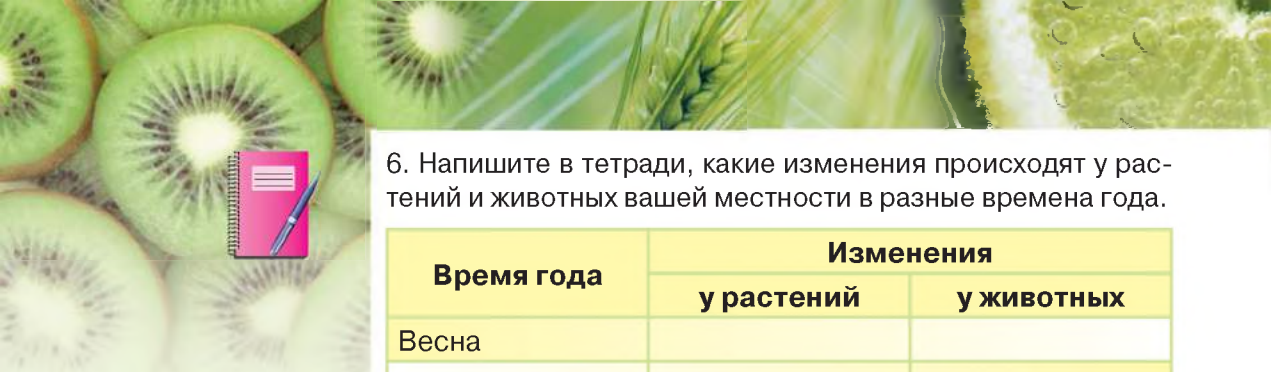 6. Напишите в тетради, какие изменения происходят у рас-
тений и животных вашей местности в разные времена года.
Время года
Изменения
у растений
у животных
Весна